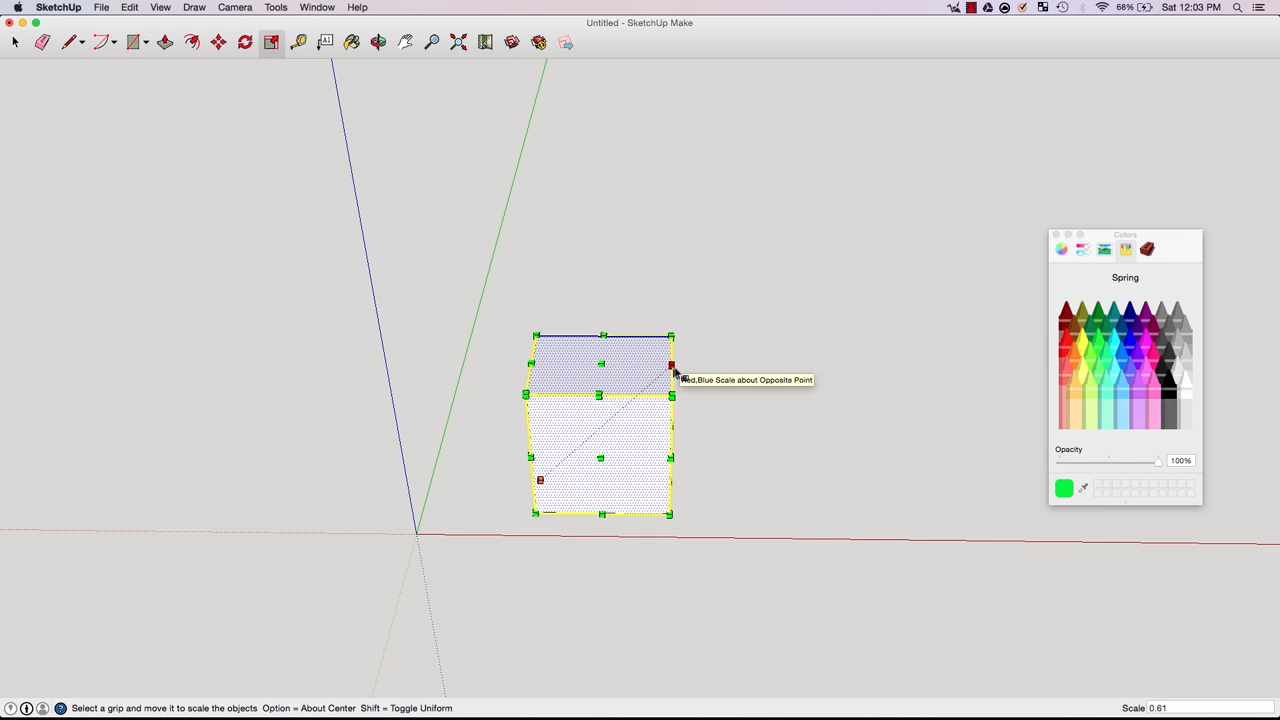 SketchUp File Edit View Draw Camera Tools Window Help 68% Sat 12:03 PM
Untitled - SketchUp Make
A1
Colors
Spring
Red,Blue Scale about Opposite Point
Opacity
100%
Select a grip and move it to scale the objects Option = About Center Shift = Toggle Uniform Scale 0.61